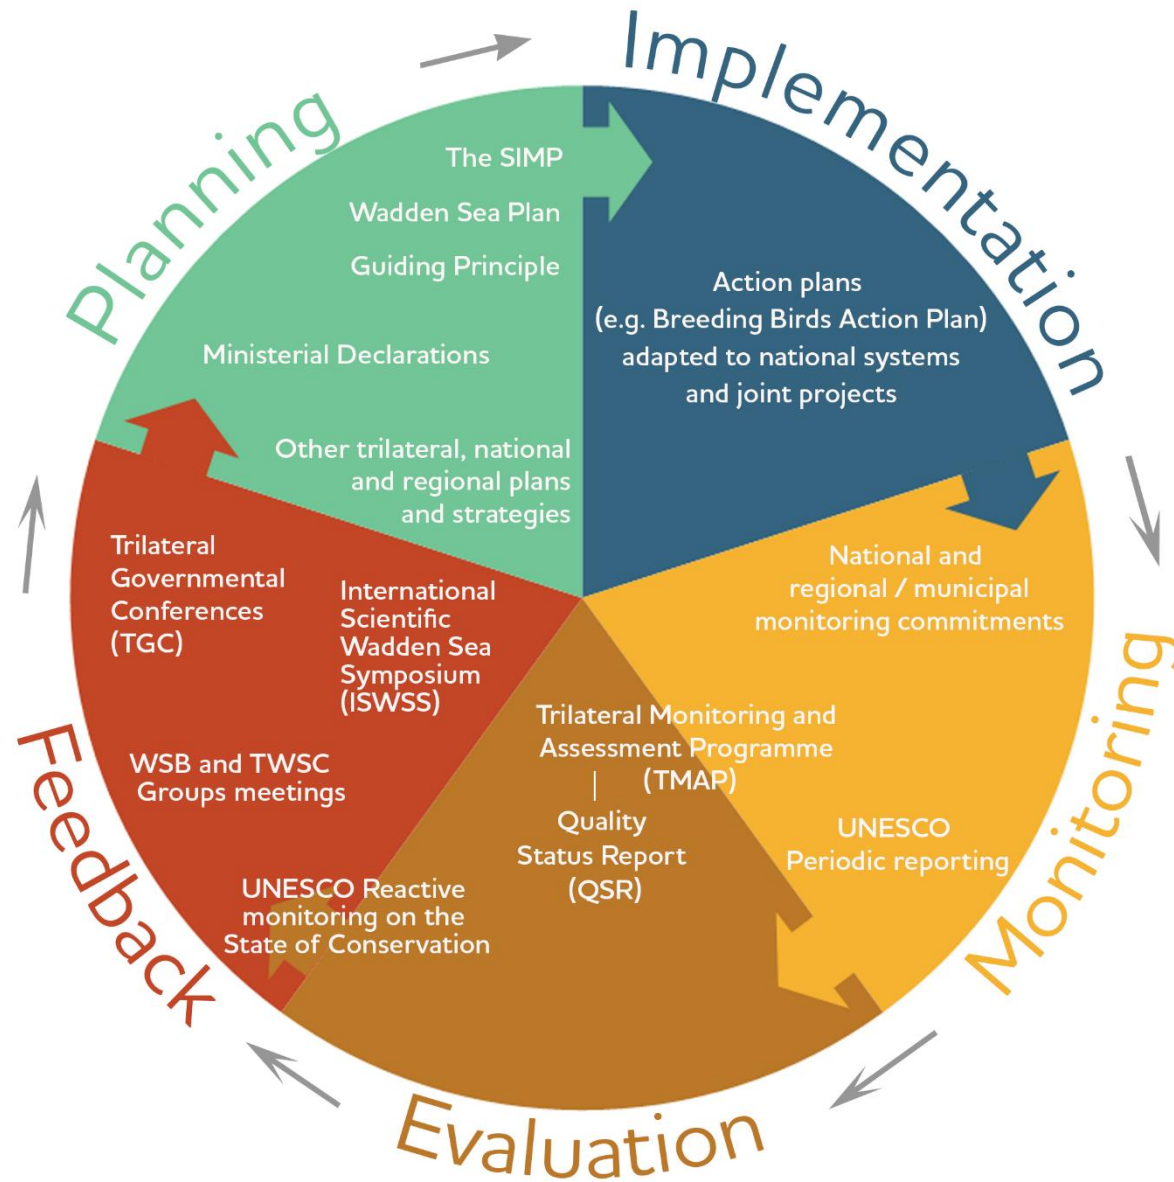 Planning
The SIMP
Wadden Sea Plan
Guiding Principle
Ministerial Declarations
Other trilateral, national
and regional plans
and strategies
Implementation
Action plans
(e.g. Breeding Birds Action Plan)
adapted to national systems
and joint projects
Monitoring
National and
regional / municipal
monitoring commitments
UNESCO
Periodic reporting
Trilateral Monitoring and
Assessment Programme
(TMAP)
Quality
Status Report
(QSR)
Evaluation
Feedback
UNESCO Reactive
monitoring on the
State of Conservation
WSB and TWSC
Groups meetings
Trilateral
Governmental
Conferences
(TGC)
International
Scientific
Wadden Sea
Symposium
(ISWSS)